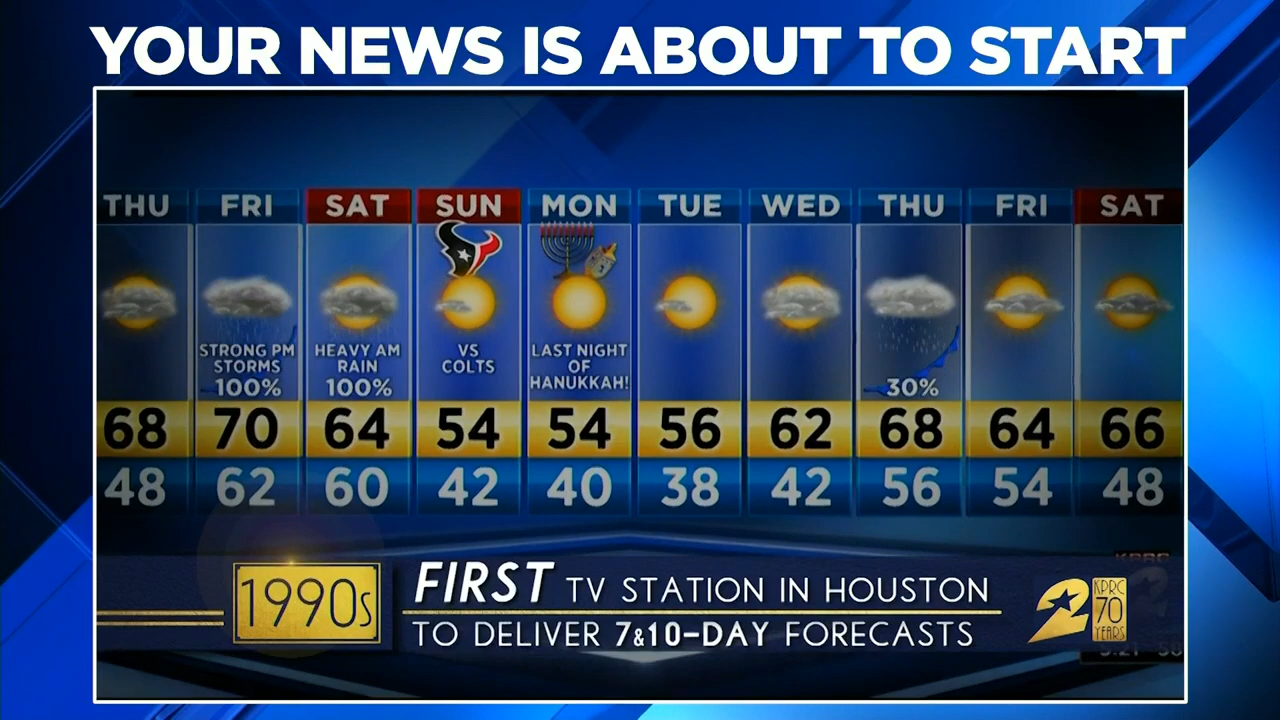 YOUR NEWS IS ABOUT TO START
THU FRI SAT SUN MON TUE WED THU FRI SAT
STRONG PM STORMS 100%
HEAVY AM RAIN 100%
VS COLTS
LAST NIGHT OF HANUKKAH!
30%
68 70 64 54 54 56 62 68 64 66
48 62 60 42 40 38 42 56 54 48
1990s
FIRST TV STATION IN HOUSTON
TO DELIVER 7&10-DAY FORECASTS
2
KPRC
70
YEARS